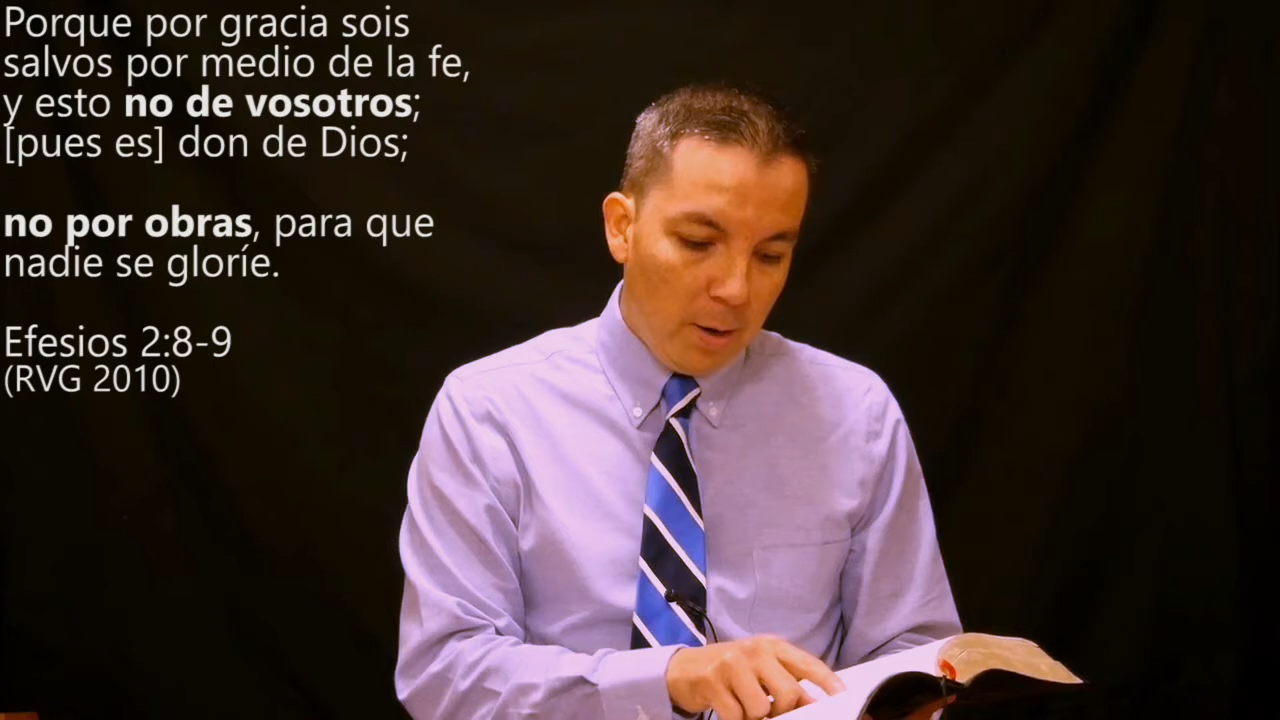 Porque por gracia sois
salvos por medio de la fe,
y esto no de vosotros;
[pues es] don de Dios;
no por obras, para que
nadie se gloríe.
Efesios 2:8-9
(RVG 2010)